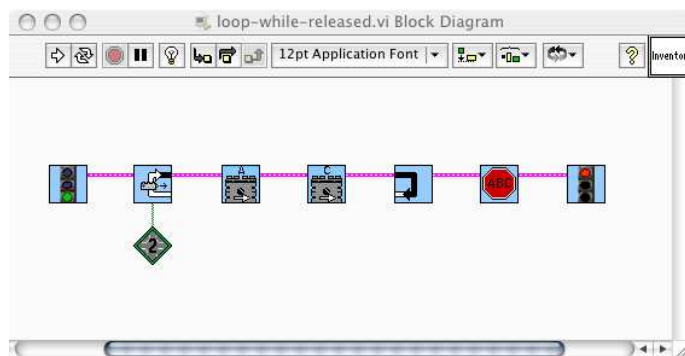 loop-while-released.vi Block Diagram
12pt Application Font
?
Invento
A
C
ABC
2